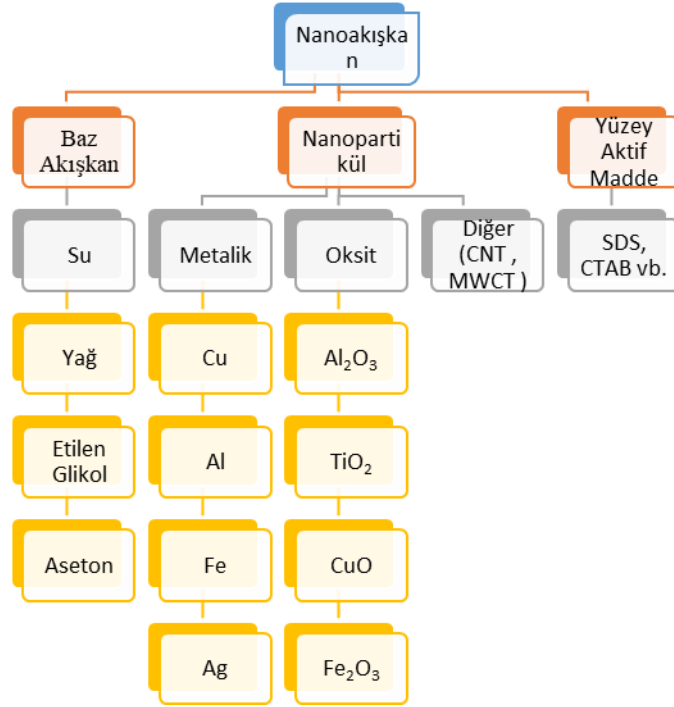 Nanoakışka
n
Baz
Akışkan
Nanoparti
kül
Yüzey
Aktif
Madde
Su
Metalik
Oksit
Diğer
(CNT ,
MWCT )
SDS,
CTAB vb.
Yağ
Cu
Al₂O₃
Etilen
Glikol
Al
TiO₂
Aseton
Fe
CuO
Ag
Fe₂O₃